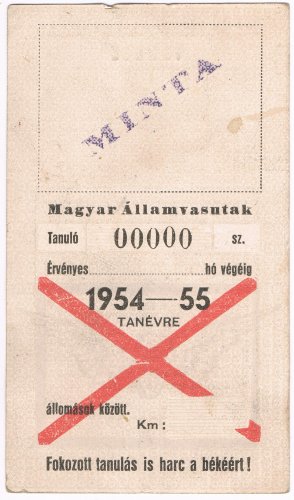 MINTA
Magyar Államvasutak
Tanuló 00000 sz.
Érvényes hó végéig
1954—55
TANÉVRE
állomások között.
Km:
Fokozott tanulás is harc a békéért!